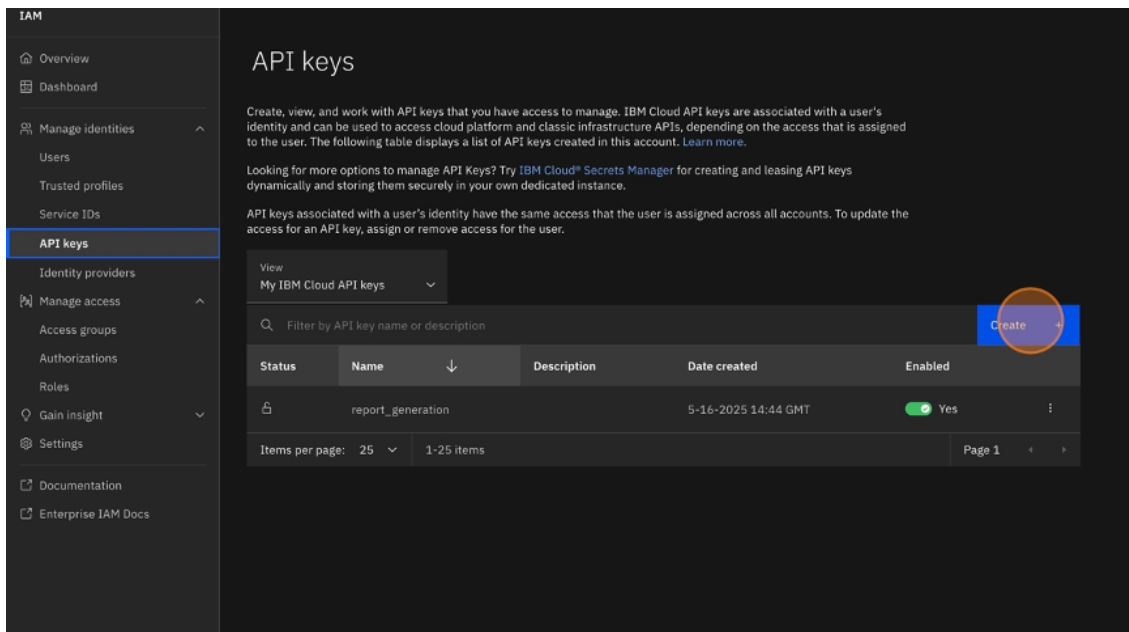 IAM
Overview
Dashboard
Manage identities
Users
Trusted profiles
Service IDs
API keys
Identity providers
Manage access
Access groups
Authorizations
Roles
Gain insight
Settings
Documentation
Enterprise IAM Docs
API keys
Create, view, and work with API keys that you have access to manage. IBM Cloud API keys are associated with a user's
identity and can be used to access cloud platform and classic infrastructure APIs, depending on the access that is assigned
to the user. The following table displays a list of API keys created in this account. Learn more.
Looking for more options to manage API Keys? Try IBM Cloud® Secrets Manager for creating and leasing API keys
dynamically and storing them securely in your own dedicated instance.
API keys associated with a user's identity have the same access that the user is assigned across all accounts. To update the
access for an API key, assign or remove access for the user.
View
My IBM Cloud API keys
Filter by API key name or description
Create +
Status Name Description Date created Enabled
report_generation 5-16-2025 14:44 GMT Yes
Items per page: 25 1-25 items Page 1